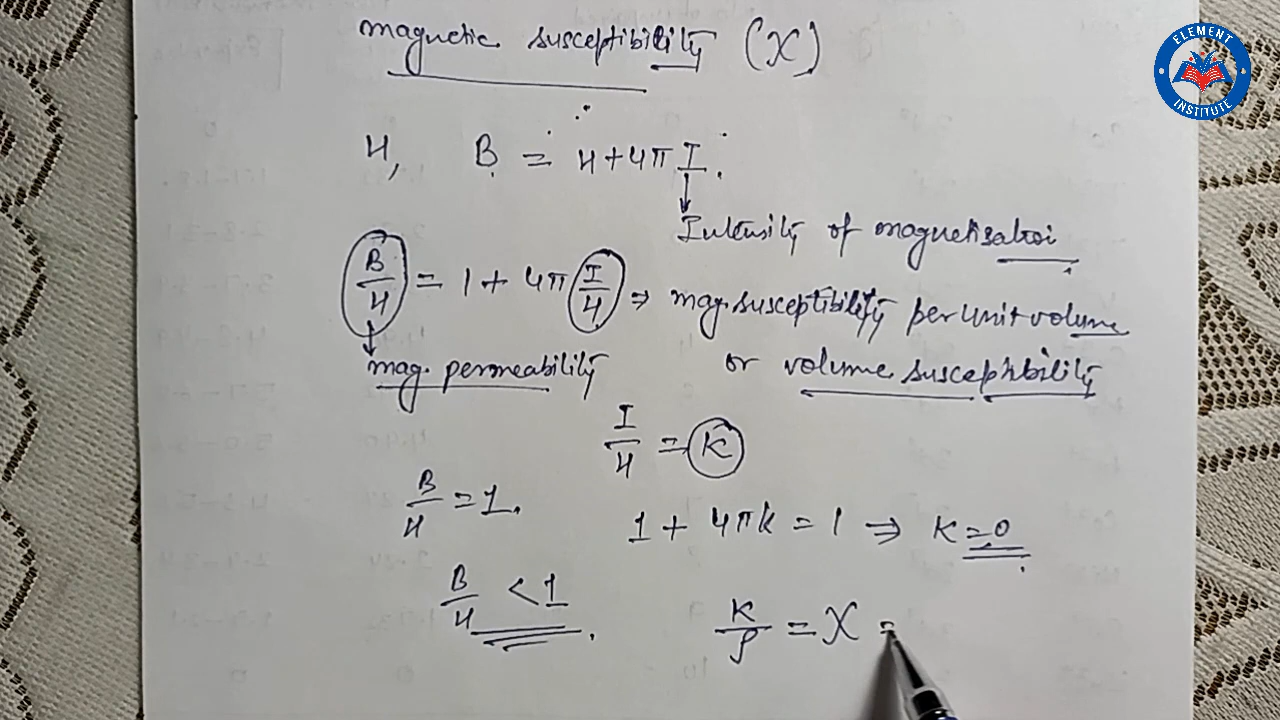 magnetic susceptibility (χ)
ELEMENT INSTITUTE
H, B = H + 4π I.
Intensity of magnetisation
B/H = 1 + 4π I/H ⇒ mag. susceptibility per unit volume
mag. permeability or volume susceptibility
I/H = K
B/H = 1. 1 + 4πK = 1 ⇒ K = 0
B/H < 1. K/ρ = χ =